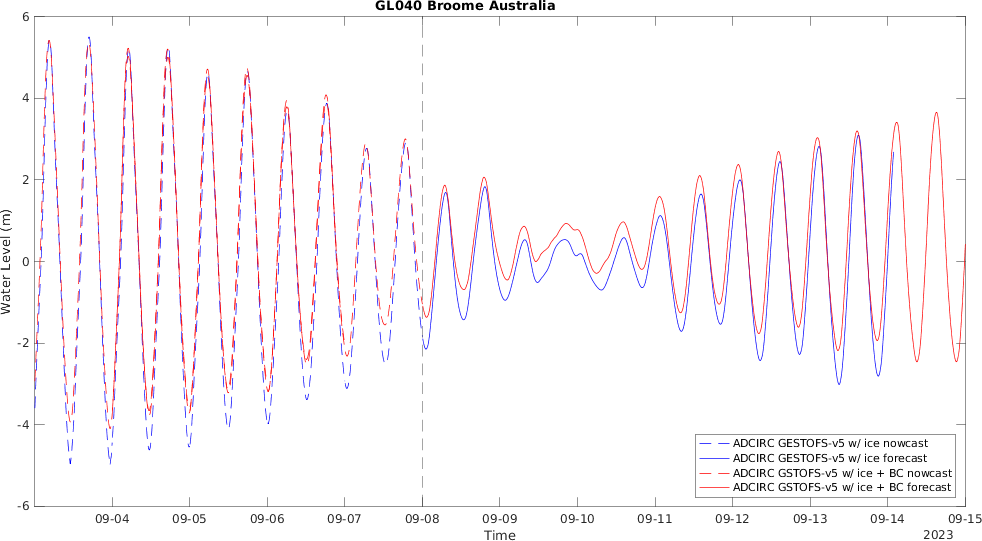 GL040 Broome Australia
Water Level (m)
6
4
2
0
-2
-4
-6
ADCIRC GESTOFS-v5 w/ ice nowcast
ADCIRC GESTOFS-v5 w/ ice forecast
ADCIRC GSTOFS-v5 w/ ice + BC nowcast
ADCIRC GSTOFS-v5 w/ ice + BC forecast
09-04 09-05 09-06 09-07 09-08 09-09 09-10 09-11 09-12 09-13 09-14 09-15
Time
2023